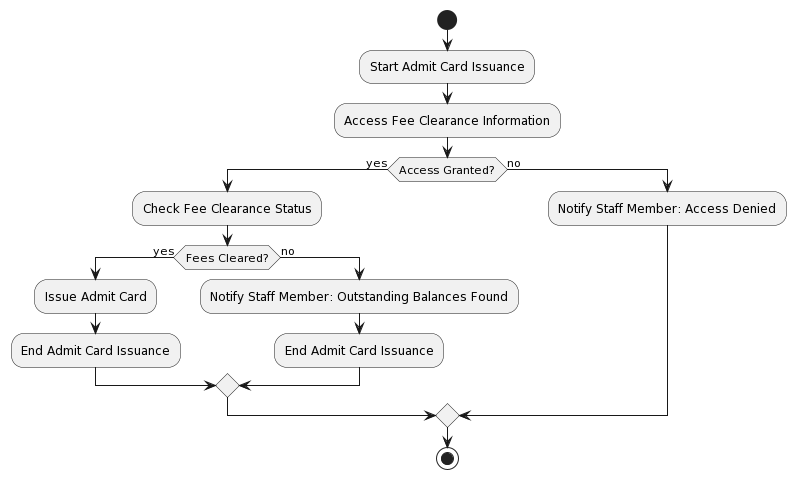 Start Admit Card Issuance
Access Fee Clearance Information
yes
Access Granted?
no
Check Fee Clearance Status
Notify Staff Member: Access Denied
yes
Fees Cleared?
no
Issue Admit Card
Notify Staff Member: Outstanding Balances Found
End Admit Card Issuance
End Admit Card Issuance